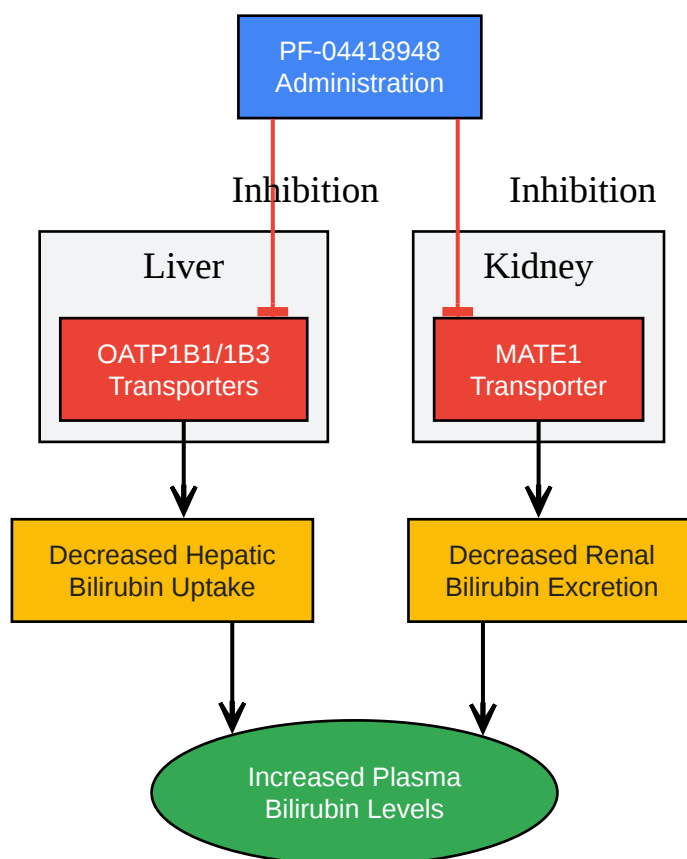 PF-04418948
Administration
Inhibition
Inhibition
Liver
Kidney
OATP1B1/1B3
Transporters
MATE1
Transporter
Decreased Hepatic
Bilirubin Uptake
Decreased Renal
Bilirubin Excretion
Increased Plasma
Bilirubin Levels